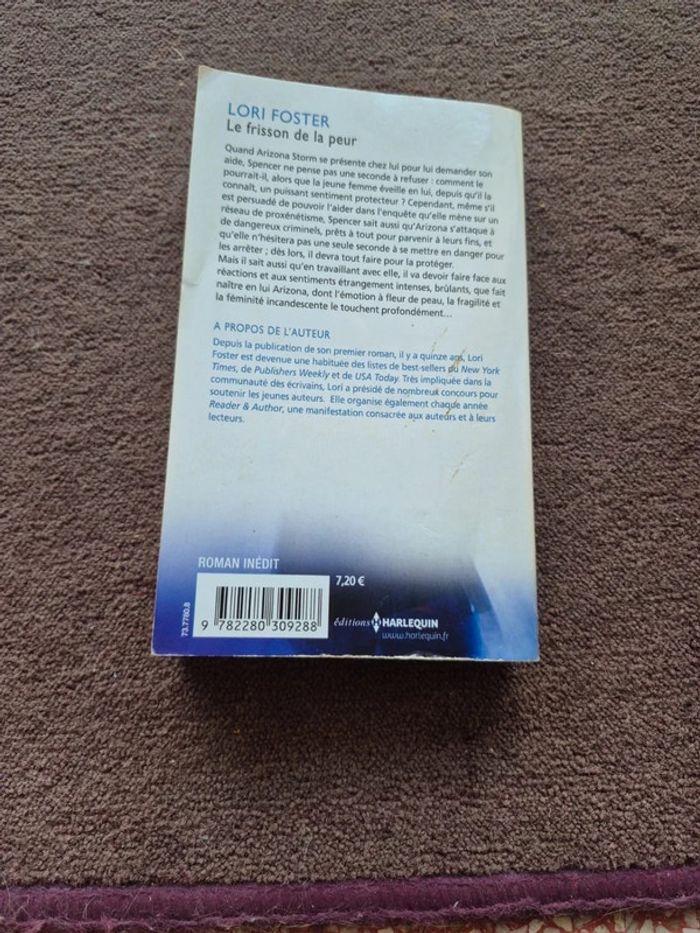 LORI FOSTER
Le frisson de la peur
Quand Arizona Storm se présente chez lui pour lui demander son
aide, Spencer ne pense pas une seconde à refuser : comment le
pourrait-il, alors que la jeune femme éveille en lui, depuis qu'il la
connaît, un puissant sentiment protecteur ? Cependant, même s'il
est persuadé de pouvoir l'aider dans l'enquête qu'elle mène sur un
réseau de proxénétisme, Spencer sait aussi qu'Arizona s'attaque à
de dangereux criminels, prêts à tout pour parvenir à leurs fins, et
qu'elle n'hésitera pas une seule seconde à se mettre en danger pour
les arrêter ; dès lors, il devra tout faire pour la protéger.
Mais il sait aussi qu'en travaillant avec elle, il va devoir faire face aux
réactions et aux sentiments étrangement intenses, brûlants, que fait
naître en lui Arizona, dont l'émotion à fleur de peau, la fragilité et
la féminité incandescente le touchent profondément...
A PROPOS DE L'AUTEUR
Depuis la publication de son premier roman, il y a quinze ans, Lori
Foster est devenue une habituée des listes de best-sellers du New York
Times, de Publishers Weekly et de USA Today. Très impliquée dans la
communauté des écrivains, Lori a présidé de nombreux concours pour
soutenir les jeunes auteurs. Elle organise également chaque année
Reader & Author, une manifestation consacrée aux auteurs et à leurs
lecteurs.
ROMAN INÉDIT
7,20 €
73.7780.8
9 782280 309288
éditions HARLEQUIN
www.harlequin.fr